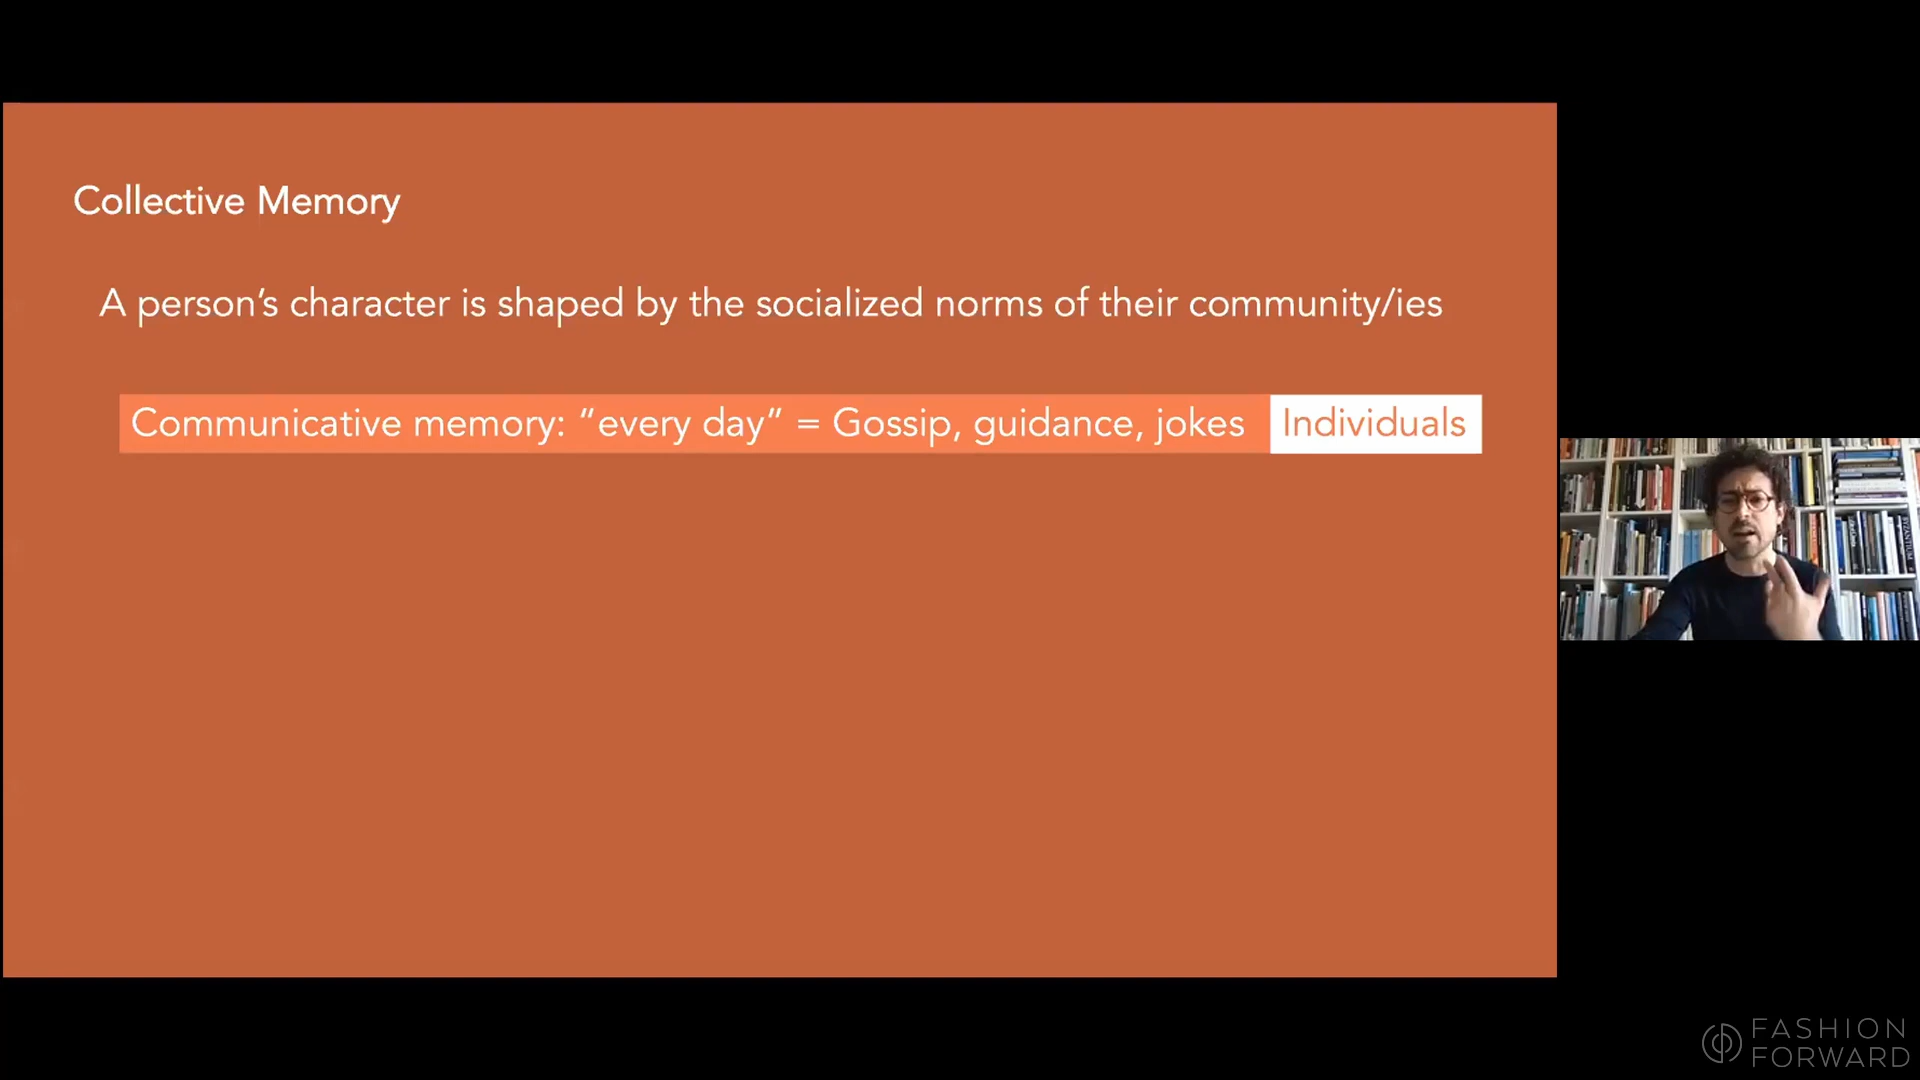 Collective Memory
A person’s character is shaped by the socialized norms of their community/ies
Communicative memory: “every day” = Gossip, guidance, jokes Individuals
BYZANTIUM
FASHION
FORWARD